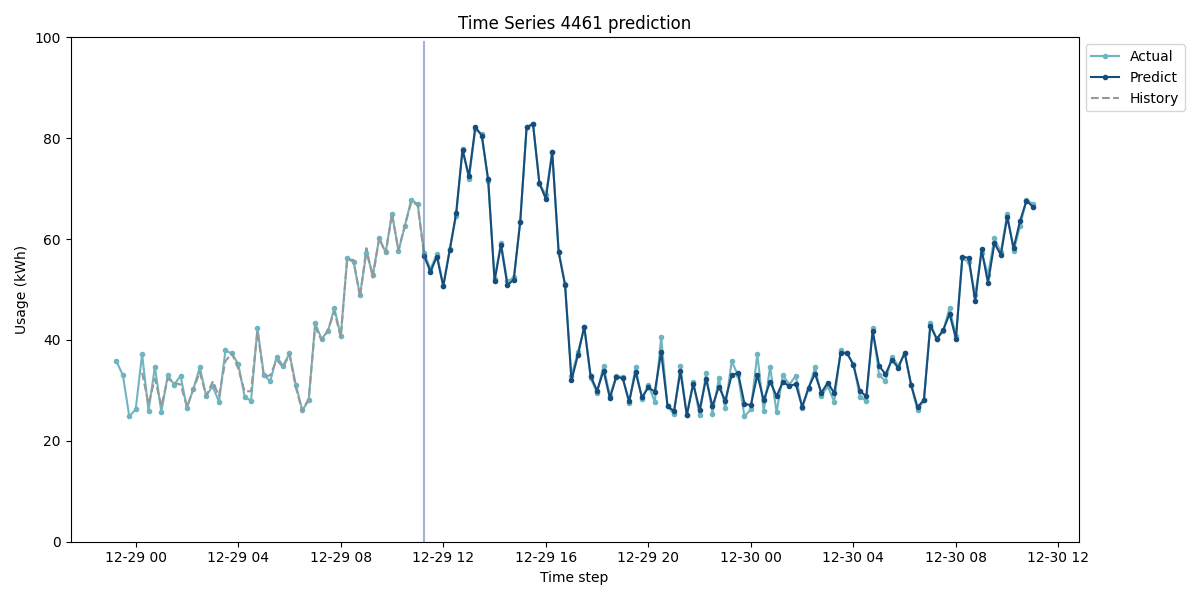 Time Series 4461 prediction
100
80
60
40
20
0
Usage (kWh)
12-29 00
12-29 04
12-29 08
12-29 12
12-29 16
12-29 20
12-30 00
12-30 04
12-30 08
12-30 12
Time step
Actual
Predict
History